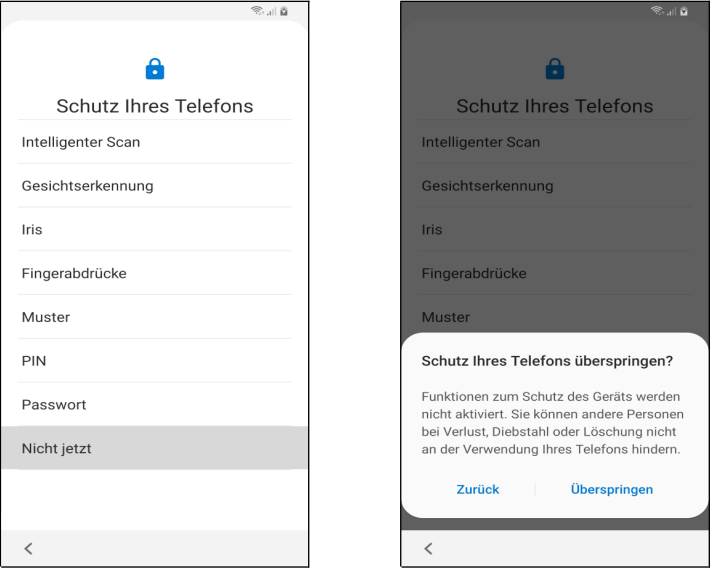 Schutz Ihres Telefons
Intelligenter Scan
Gesichtserkennung
Iris
Fingerabdrücke
Muster
PIN
Passwort
Nicht jetzt
Schutz Ihres Telefons
Intelligenter Scan
Gesichtserkennung
Iris
Fingerabdrücke
Muster
Schutz Ihres Telefons überspringen?
Funktionen zum Schutz des Geräts werden
nicht aktiviert. Sie können andere Personen
bei Verlust, Diebstahl oder Löschung nicht
an der Verwendung Ihres Telefons hindern.
Zurück Überspringen